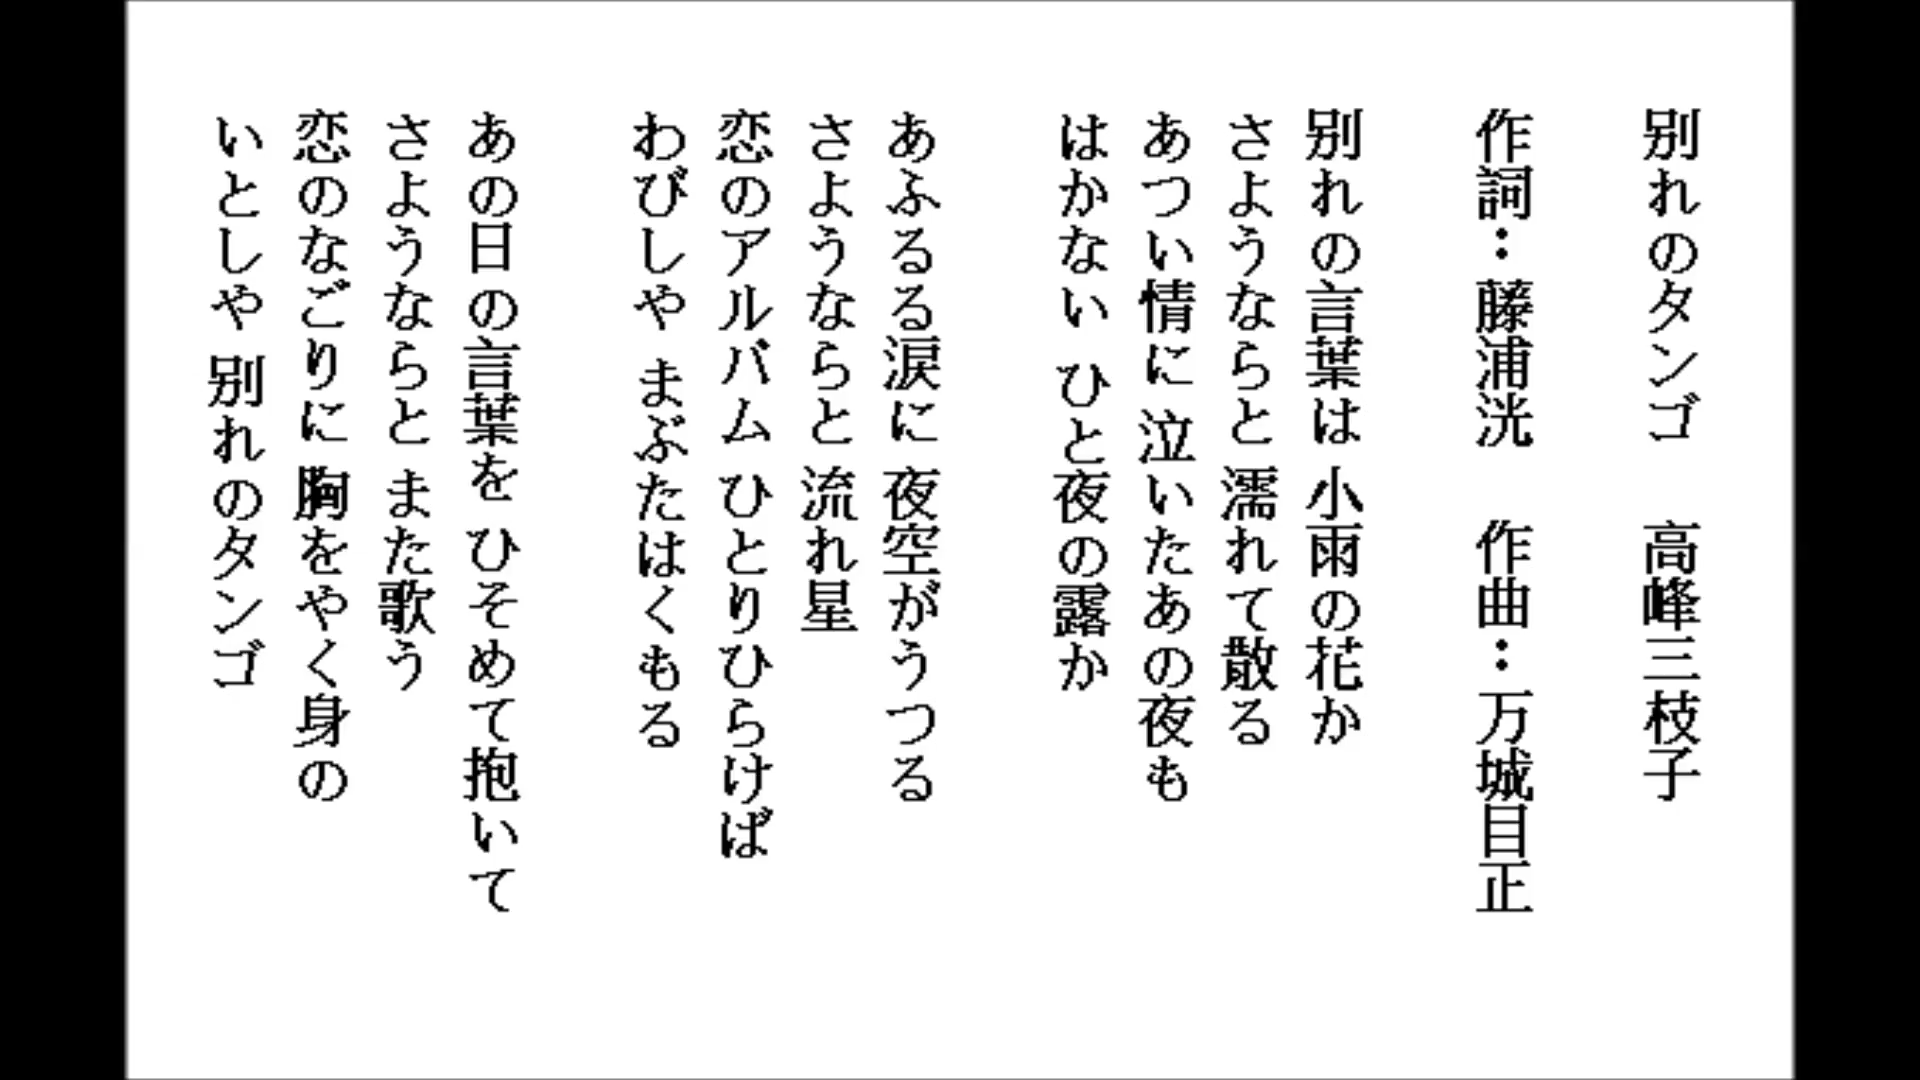 別れのタンゴ　高峰三枝子
作詞：藤浦洸　作曲：万城目正
別れの言葉は 小雨の花か
さようならと 濡れて散る
あつい情に 泣いたあの夜も
はかない ひと夜の露か
あふるる涙に 夜空がうつる
さようならと 流れ星
恋のアルバム ひとりひらけば
わびしや まぶたはくもる
あの日の言葉を ひそめて抱いて
さようならと また歌う
恋のなごりに 胸をやく身の
いとしや 別れのタンゴ